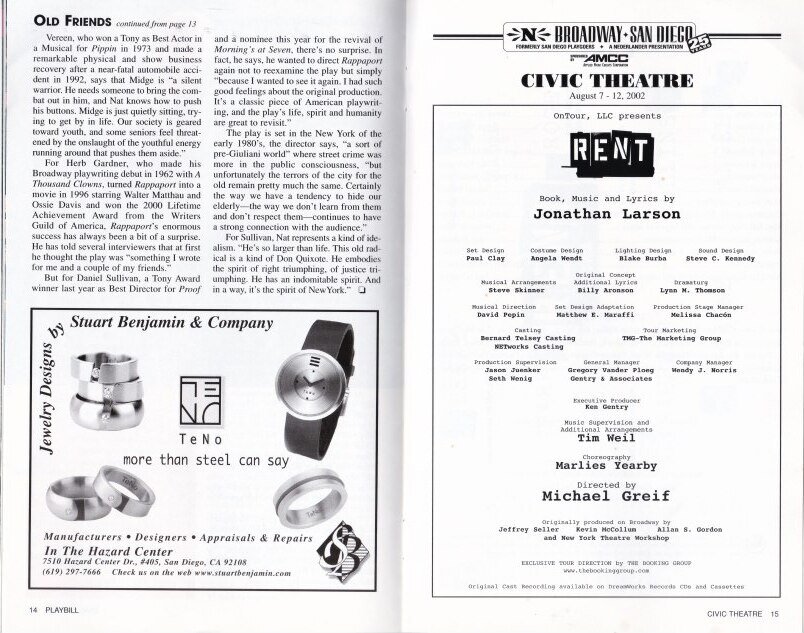 OLD FRIENDS continued from page 13
Vereen, who won a Tony as Best Actor in
a Musical for Pippin in 1973 and made a
remarkable physical and show business
recovery after a near-fatal automobile acci-
dent in 1992, says that Midge is "a silent
warrior. He needs someone to bring the com-
bat out in him, and Nat knows how to push
his buttons. Midge is just quietly sitting, try-
ing to get by in life. Our society is geared
toward youth, and some seniors feel threat-
ened by the onslaught of the youthful energy
running around that pushes them aside."
For Herb Gardner, who made his
Broadway playwriting debut in 1962 with A
Thousand Clowns, turned Rappaport into a
movie in 1996 starring Walter Matthau and
Ossie Davis and won the 2000 Lifetime
Achievement Award from the Writers
Guild of America, Rappaport's enormous
success has always been a bit of a surprise.
He has told several interviewers that at first
he thought the play was "something I wrote
for me and a couple of my friends."
But for Daniel Sullivan, a Tony Award
winner last year as Best Director for Proof
and a nominee this year for the revival of
Morning's at Seven, there's no surprise. In
fact, he says, he wanted to direct Rappaport
again not to reexamine the play but simply
"because I wanted to see it again. I had such
good feelings about the original production.
It's a classic piece of American playwrit-
ing, and the play's life, spirit and humanity
are great to revisit."
The play is set in the New York of the
early 1980's, the director says, "a sort of
pre-Giuliani world" where street crime was
more in the public consciousness, "but
unfortunately the terrors of the city for the
old remain pretty much the same. Certainly
the way we have a tendency to hide our
elderly—the way we don't learn from them
and don't respect them—continues to have
a strong connection with the audience."
For Sullivan, Nat represents a kind of ide-
alism. "He's so larger than life. This old rad-
ical is a kind of Don Quixote. He embodies
the spirit of right triumphing, of justice tri-
umphing. He has an indomitable spirit. And
in a way, it's the spirit of NewYork." ❏
Jewelry Designs by
Stuart Benjamin & Company
TENO
TeNo
more than steel can say
TeNo
Manufacturers • Designers • Appraisals & Repairs
In The Hazard Center
7510 Hazard Center Dr., #405, San Diego, CA 92108
(619) 297-7666 Check us on the web www.stuartbenjamin.com
14 PLAYBILL
N BROADWAY • SAN DIEGO
25 YEARS
FORMERLY SAN DIEGO PLAYGOERS • A NEDERLANDER PRESENTATION
AMCC
CIVIC THEATRE
August 7 - 12, 2002
OnTour, LLC presents
RENT
Book, Music and Lyrics by
Jonathan Larson
Set Design Costume Design Lighting Design Sound Design
Paul Clay Angela Wendt Blake Burba Steve C. Kennedy
Original Concept
Musical Arrangements Additional Lyrics Dramaturg
Steve Skinner Billy Aronson Lynn M. Thomson
Musical Direction Set Design Adaptation Production Stage Manager
David Pepin Matthew E. Maraffi Melissa Chacón
Casting Tour Marketing
Bernard Telsey Casting TMG-The Marketing Group
NETworks Casting
Production Supervision General Manager Company Manager
Jason Juenker Gregory Vander Ploeg Wendy J. Norris
Seth Wenig Gentry & Associates
Executive Producer
Ken Gentry
Music Supervision and
Additional Arrangements
Tim Weil
Choreography
Marlies Yearby
Directed by
Michael Greif
Originally produced on Broadway by
Jeffrey Seller Kevin McCollum Allan S. Gordon
and New York Theatre Workshop
EXCLUSIVE TOUR DIRECTION by THE BOOKING GROUP
www.thebookinggroup.com
Original Cast Recording available on DreamWorks Records CDs and Cassettes
CIVIC THEATRE 15